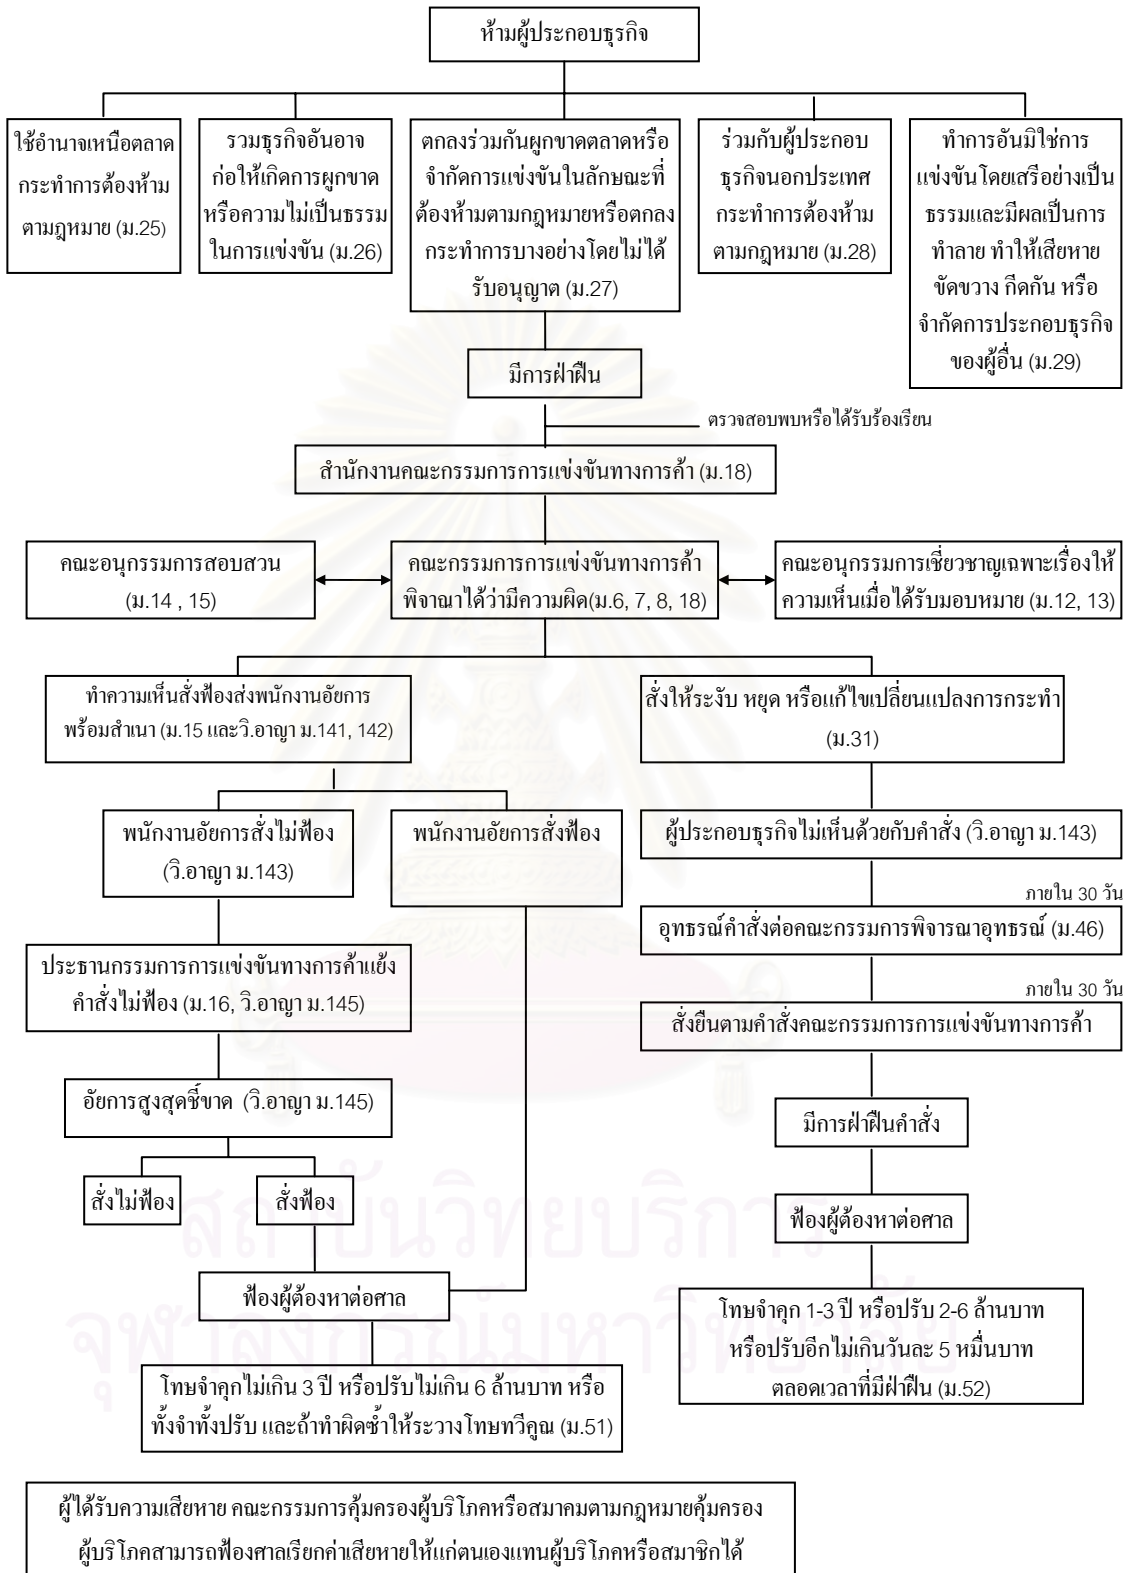 ห้ามผู้ประกอบธุรกิจ
ใช้อำนาจเหนือตลาด
กระทำการต้องห้าม
ตามฎหมาย (ม.25)
รวมธุรกิจอันอาจ
ก่อให้เกิดการผูกขาด
หรือความไม่เป็นธรรม
ในการแข่งขัน (ม.26)
ตกลงร่วมกันผูกขาดตลาดหรือ
จำกัดการแข่งขันในลักษณะที่
ต้องห้ามตามกฎหมายหรือตกลง
กระทำการบางอย่างโดยไม่ได้
รับอนุญาต (ม.27)
ร่วมกับผู้ประกอบ
ธุรกิจนอกประเทศ
กระทำการต้องห้าม
ตามกฎหมาย (ม.28)
ทำการอันมิใช่การ
แข่งขันโดยเสรีอย่างเป็น
ธรรมและมีผลเป็นการ
ทำลาย ทำให้เสียหาย
ขัดขวาง กีดกัน หรือ
จำกัดการประกอบธุรกิจ
ของผู้อื่น (ม.29)
มีการฝ่าฝืน
ตรวจสอบพบหรือได้รับร้องเรียน
สำนักงานคณะกรรมการการแข่งขันทางการค้า (ม.18)
คณะอนุกรรมการสอบสวน
(ม.14 , 15)
คณะกรรมการการแข่งขันทางการค้า
พิจาณาได้ว่ามีความผิด(ม.6, 7, 8, 18)
คณะอนุกรรมการเชี่ยวชาญเฉพาะเรื่องให้
ความเห็นเมื่อได้รับมอบหมาย (ม.12, 13)
ทำความเห็นสั่งฟ้องส่งพนักงานอัยการ
พร้อมสำเนา (ม.15 และวิ.อาญา ม.141, 142)
สั่งให้ระงับ หยุด หรือแก้ไขเปลี่ยนแปลงการกระทำ
(ม.31)
พนักงานอัยการสั่งไม่ฟ้อง
(วิ.อาญา ม.143)
พนักงานอัยการสั่งฟ้อง
ผู้ประกอบธุรกิจไม่เห็นด้วยกับคำสั่ง (วิ.อาญา ม.143)
ภายใน 30 วัน
อุทธรณ์คำสั่งต่อคณะกรรมการพิจารณาอุทธรณ์ (ม.46)
ประธานกรรมการการแข่งขันทางการค้าแย้ง
คำสั่งไม่ฟ้อง (ม.16, วิ.อาญา ม.145)
ภายใน 30 วัน
สั่งยืนตามคำสั่งคณะกรรมการการแข่งขันทางการค้า
อัยการสูงสุดชี้ขาด (วิ.อาญา ม.145)
มีการฝ่าฝืนคำสั่ง
สั่งไม่ฟ้อง
สั่งฟ้อง
ฟ้องผู้ต้องหาต่อศาล
สถาบันวิทยบริการ
ฟ้องผู้ต้องหาต่อศาล
จุฬาลงกรณ์มหาวิทยาลัย
โทษจำคุก 1-3 ปี หรือปรับ 2-6 ล้านบาท
หรือปรับอีกไม่เกินวันละ 5 หมื่นบาท
ตลอดเวลาที่มีฝ่าฝืน (ม.52)
โทษจำคุกไม่เกิน 3 ปี หรือปรับไม่เกิน 6 ล้านบาท หรือ
ทั้งจำทั้งปรับ และถ้าทำผิดซ้ำให้ระวางโทษทวีคูณ (ม.51)
ผู้ได้รับความเสียหาย คณะกรรมการคุ้มครองผู้บริโภคหรือสมาคมตามกฎหมายคุ้มครอง
ผู้บริโภคสามารถฟ้องศาลเรียกค่าเสียหายให้แก่ตนเองแทนผู้บริโภคหรือสมาชิกได้